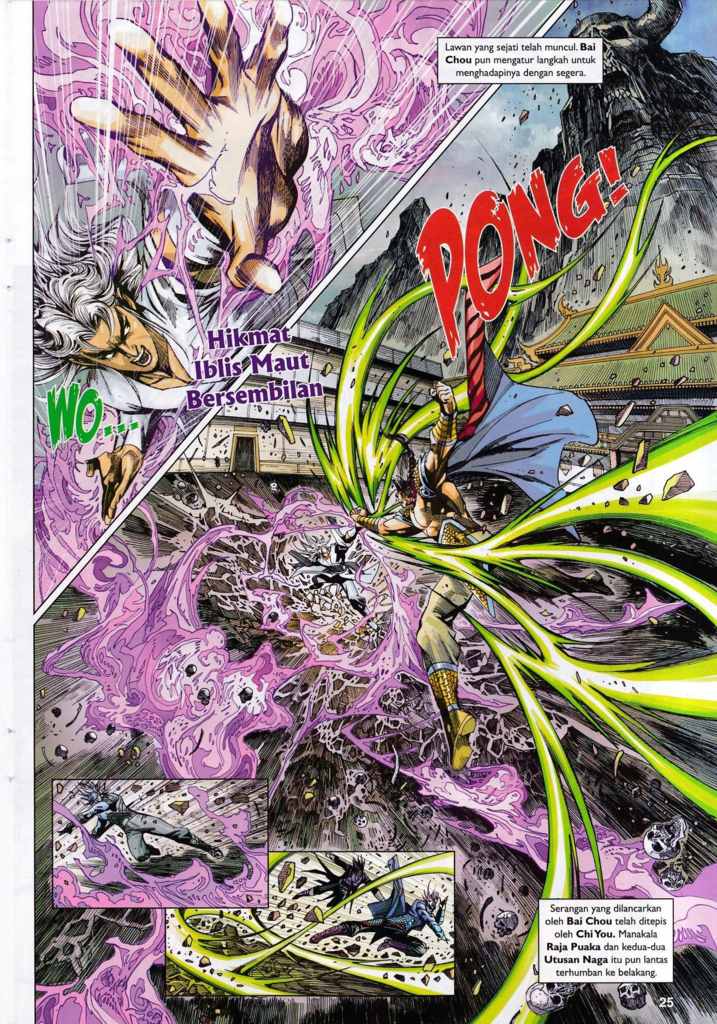 Lawan yang sejati telah muncul. Bai
Chou pun mengatur langkah untuk
menghadapinya dengan segera.
PONG!
Hikmat
Iblis Maut
Bersembilan
WO...
Serangan yang dilancarkan
oleh Bai Chou telah ditepis
oleh Chi You. Manakala
Raja Puaka dan kedua-dua
Utusan Naga itu pun lantas
terhumban ke belakang.
25